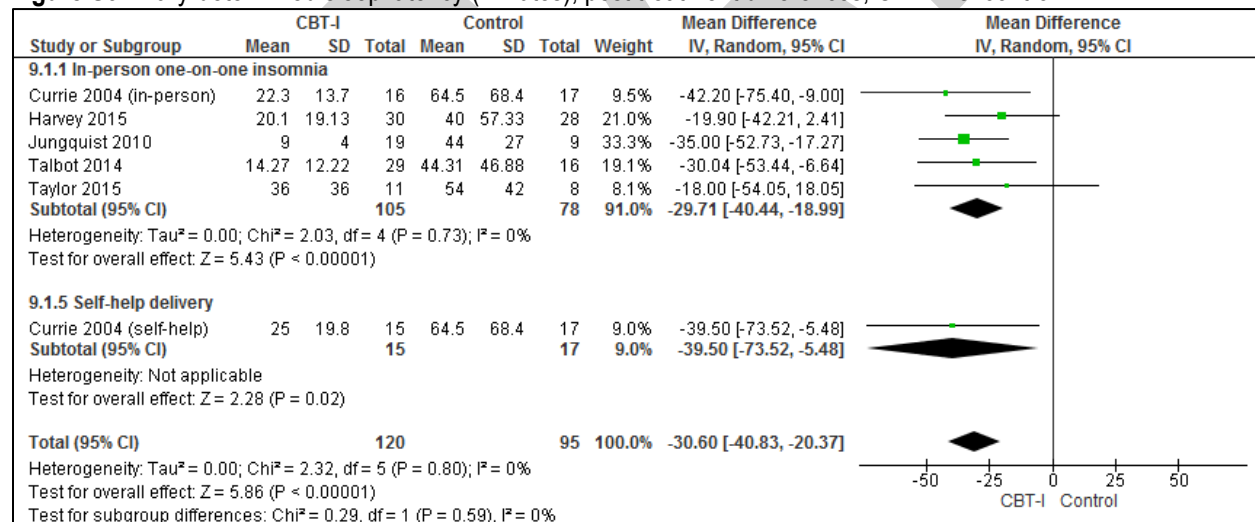 CBT-I Control Mean Difference Mean Difference
Study or Subgroup Mean SD Total Mean SD Total Weight IV, Random, 95% CI IV, Random, 95% CI
9.1.1 In-person one-on-one insomnia
Currie 2004 (in-person) 22.3 13.7 16 64.5 68.4 17 9.5% -42.20 [-75.40, -9.00]
Harvey 2015 20.1 19.13 30 40 57.33 28 21.0% -19.90 [-42.21, 2.41]
Jungquist 2010 9 4 19 44 27 9 33.3% -35.00 [-52.73, -17.27]
Talbot 2014 14.27 12.22 29 44.31 46.88 16 19.1% -30.04 [-53.44, -6.64]
Taylor 2015 36 36 11 54 42 8 8.1% -18.00 [-54.05, 18.05]
Subtotal (95% CI) 105 78 91.0% -29.71 [-40.44, -18.99]
Heterogeneity: Tau² = 0.00; Chi² = 2.03, df = 4 (P = 0.73); I² = 0%
Test for overall effect: Z = 5.43 (P < 0.00001)
9.1.5 Self-help delivery
Currie 2004 (self-help) 25 19.8 15 64.5 68.4 17 9.0% -39.50 [-73.52, -5.48]
Subtotal (95% CI) 15 17 9.0% -39.50 [-73.52, -5.48]
Heterogeneity: Not applicable
Test for overall effect: Z = 2.28 (P = 0.02)
Total (95% CI) 120 95 100.0% -30.60 [-40.83, -20.37]
Heterogeneity: Tau² = 0.00; Chi² = 2.32, df = 5 (P = 0.80); I² = 0%
Test for overall effect: Z = 5.86 (P < 0.00001)
Test for subgroup differences: Chi² = 0.29, df = 1 (P = 0.59), I² = 0%
-50 -25 0 25 50
CBT-I Control